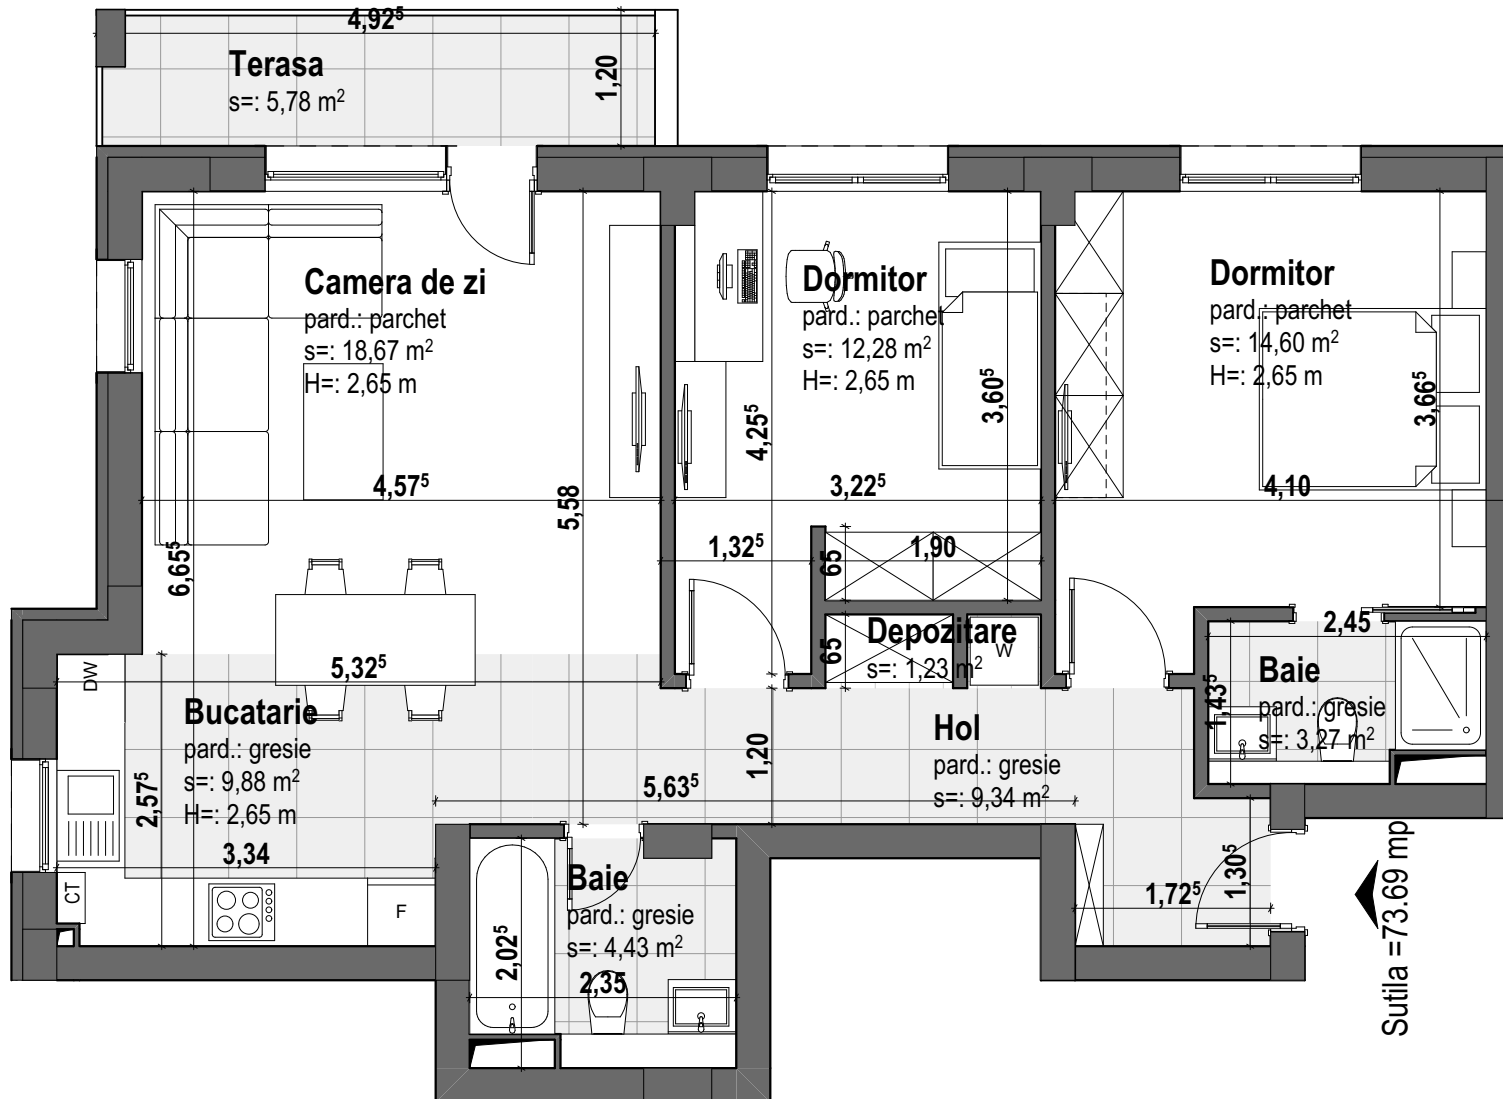 4,92⁵
Terasa
s=: 5,78 m²
1,20
Camera de zi
pard.: parchet
s=: 18,67 m²
H=: 2,65 m
Dormitor
pard.: parchet
s=: 12,28 m²
H=: 2,65 m
Dormitor
pard.: parchet
s=: 14,60 m²
H=: 2,65 m
4,25⁵
3,60⁵
3,66⁵
4,57⁵
5,58
3,22⁵
4,10
6,65⁵
1,32⁵
65
1,90
5,32⁵
DW
Depozitare
s=: 1,23 m²
65
W
2,45
Baie
pard.: gresie
s=: 3,27 m²
1,43⁵
Bucatarie
pard.: gresie
s=: 9,88 m²
H=: 2,65 m
2,57⁵
3,34
Hol
pard.: gresie
s=: 9,34 m²
1,20
5,63⁵
CT
F
Baie
pard.: gresie
s=: 4,43 m²
2,02⁵
2,35
1,72⁵
1,30⁵
Sutila =73.69 mp